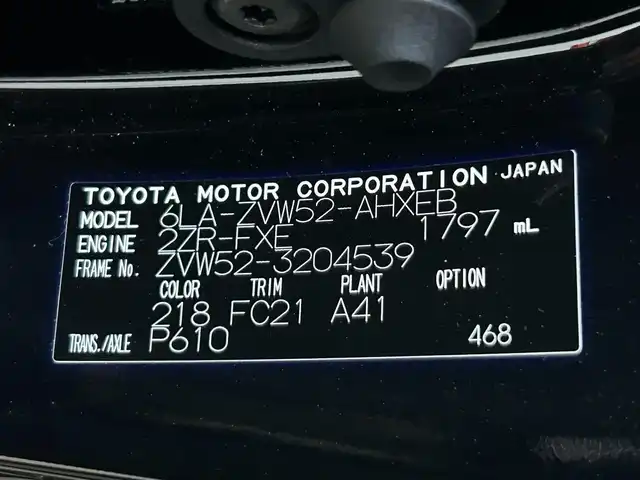 TOYOTA MOTOR CORPORATION JAPAN
MODEL 6LA-ZVW52-AHXEB
ENGINE 2ZR-FXE 1797 mL
FRAME No. ZVW52-3204539
COLOR TRIM PLANT OPTION
218 FC21 A41
TRANS./AXLE P610 468